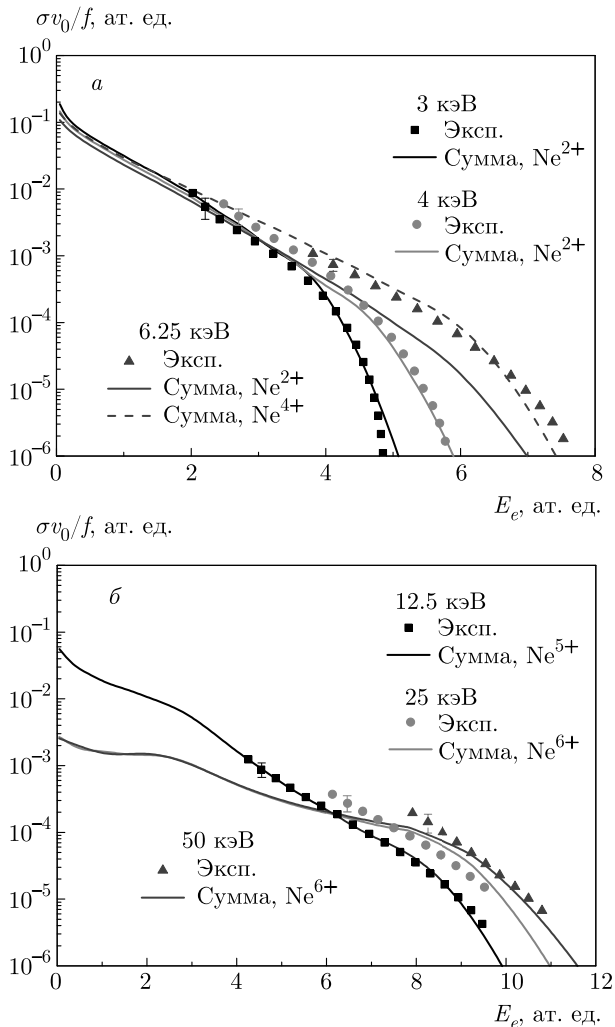 σv₀/f, ат. ед.
10⁰
10⁻¹
10⁻²
10⁻³
10⁻⁴
10⁻⁵
10⁻⁶
а
3 кэВ
Эксп.
Сумма, Ne²⁺
4 кэВ
Эксп.
Сумма, Ne²⁺
6.25 кэВ
Эксп.
Сумма, Ne²⁺
Сумма, Ne⁴⁺
0 2 4 6 8
Eₑ, ат. ед.
σv₀/f, ат. ед.
10⁰
10⁻¹
10⁻²
10⁻³
10⁻⁴
10⁻⁵
10⁻⁶
б
12.5 кэВ
Эксп.
Сумма, Ne⁵⁺
25 кэВ
Эксп.
Сумма, Ne⁶⁺
50 кэВ
Эксп.
Сумма, Ne⁶⁺
0 2 4 6 8 10 12
Eₑ, ат. ед.